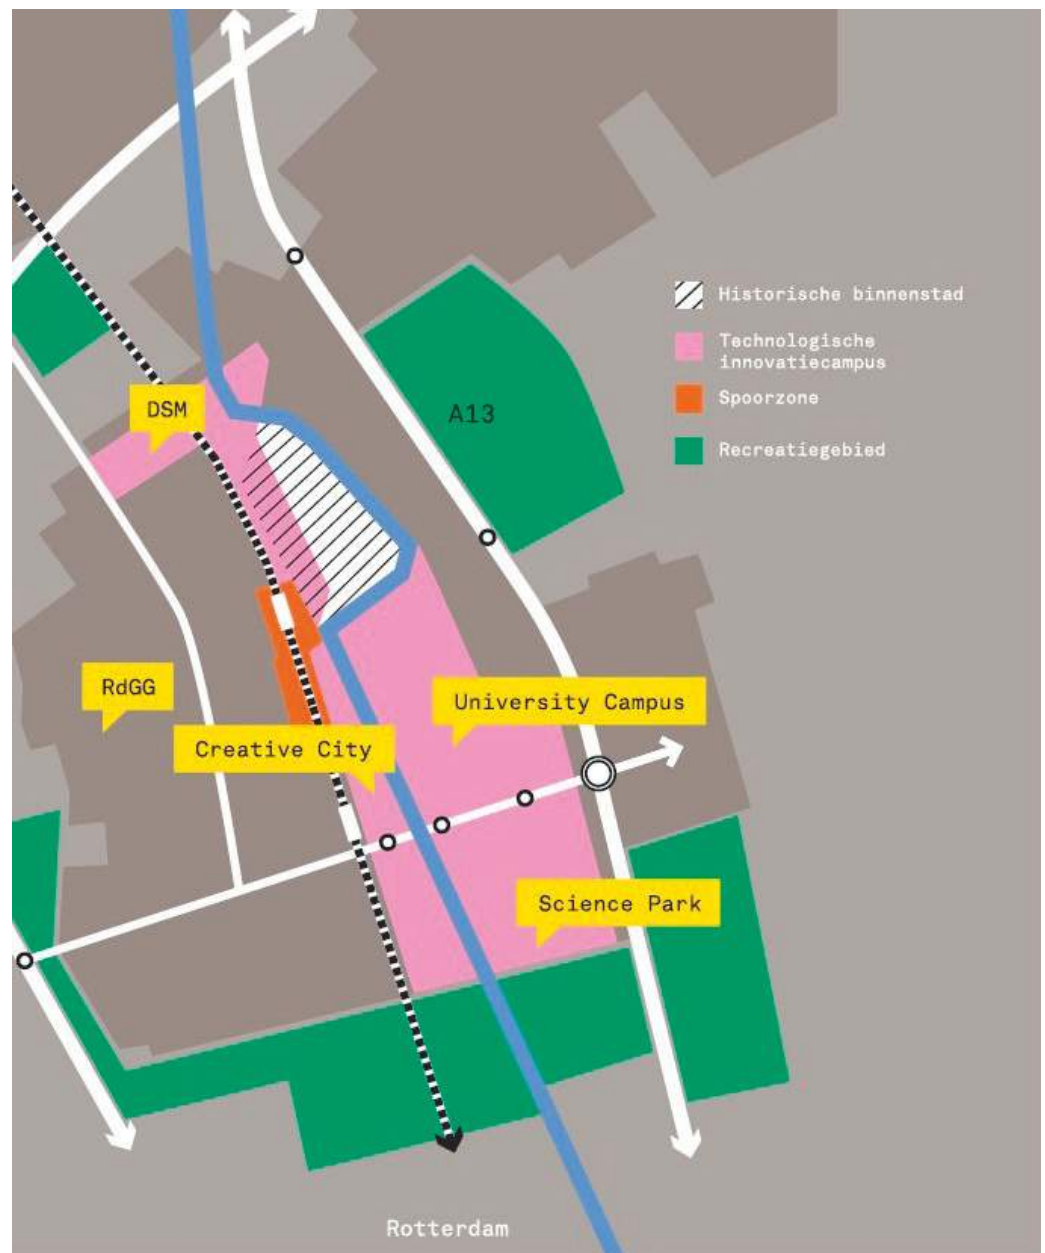 Historische binnenstad
Technologische
innovatiecampus
Spoorzone
Recreatiegebied
DSM
A13
RdGG
University Campus
Creative City
Science Park
Rotterdam